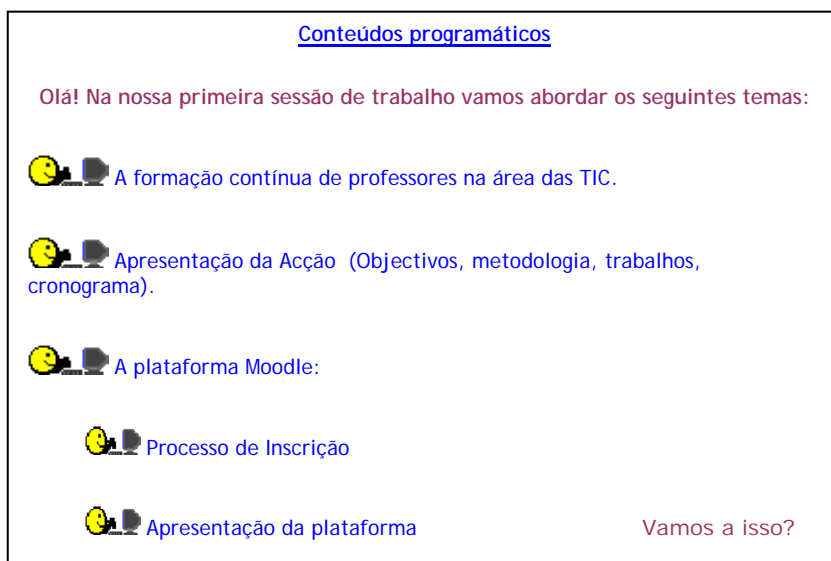 Conteúdos programáticos
Olá! Na nossa primeira sessão de trabalho vamos abordar os seguintes temas:
A formação contínua de professores na área das TIC.
Apresentação da Acção (Objectivos, metodologia, trabalhos,
cronograma).
A plataforma Moodle:
Processo de Inscrição
Apresentação da plataforma Vamos a isso?